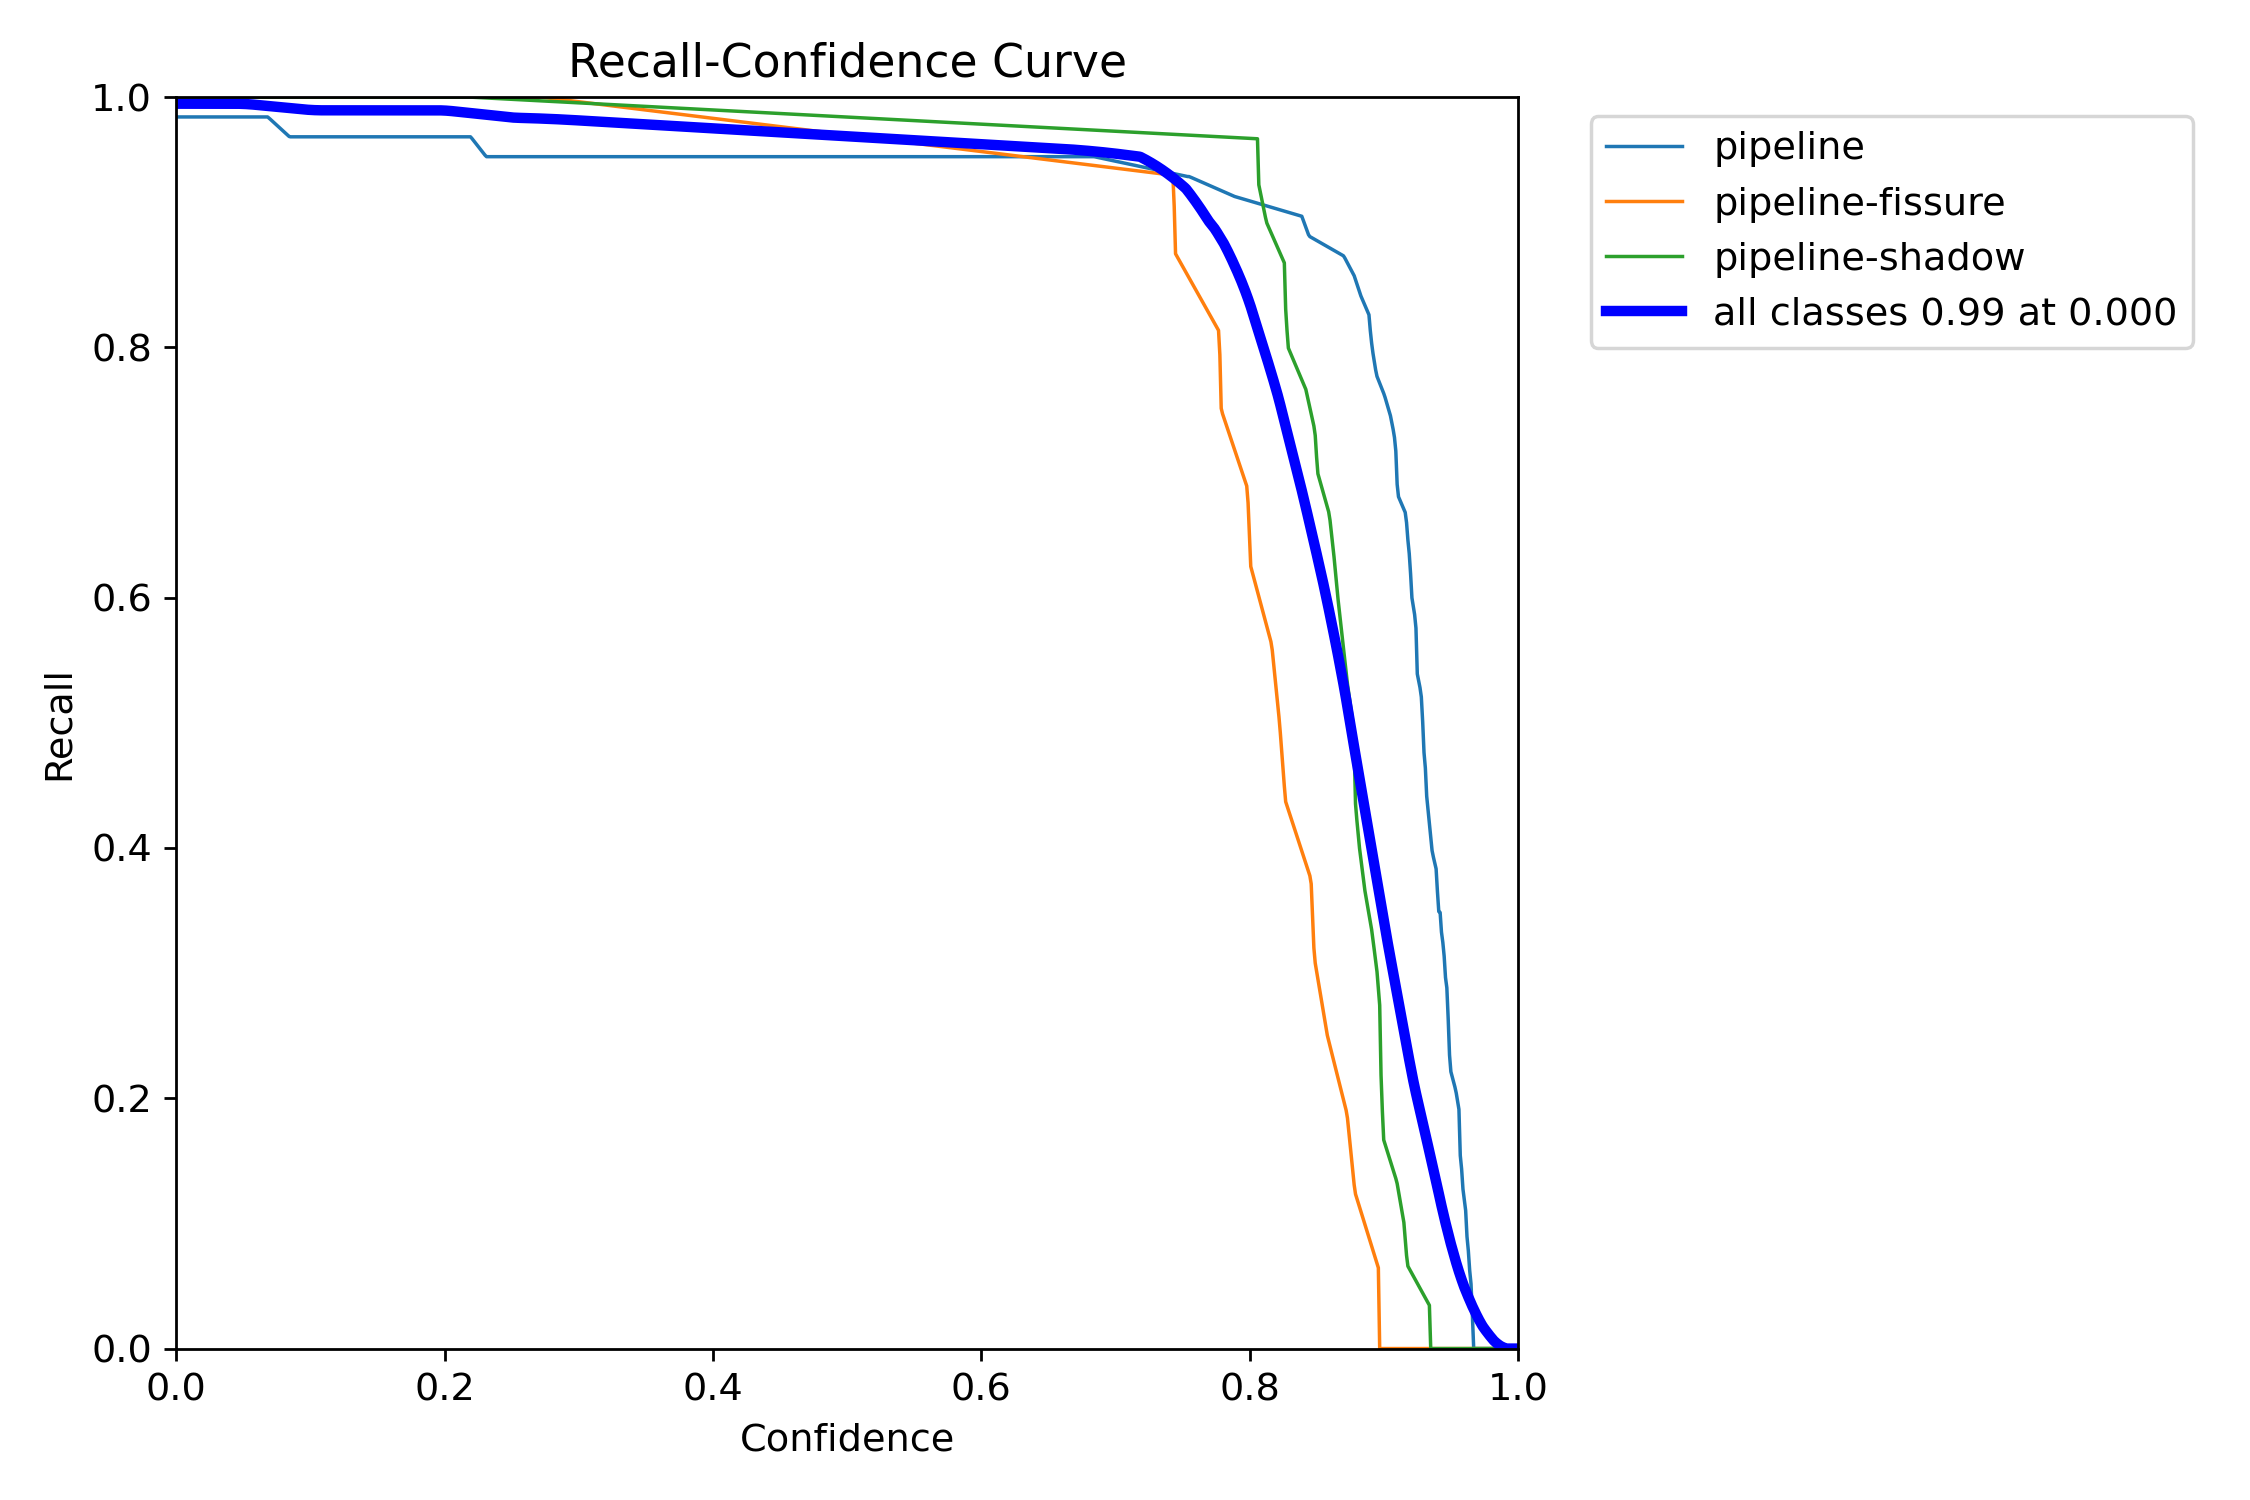 Recall-Confidence Curve
1.0
0.8
0.6
0.4
0.2
0.0
Recall
0.0 0.2 0.4 0.6 0.8 1.0
Confidence
pipeline
pipeline-fissure
pipeline-shadow
all classes 0.99 at 0.000